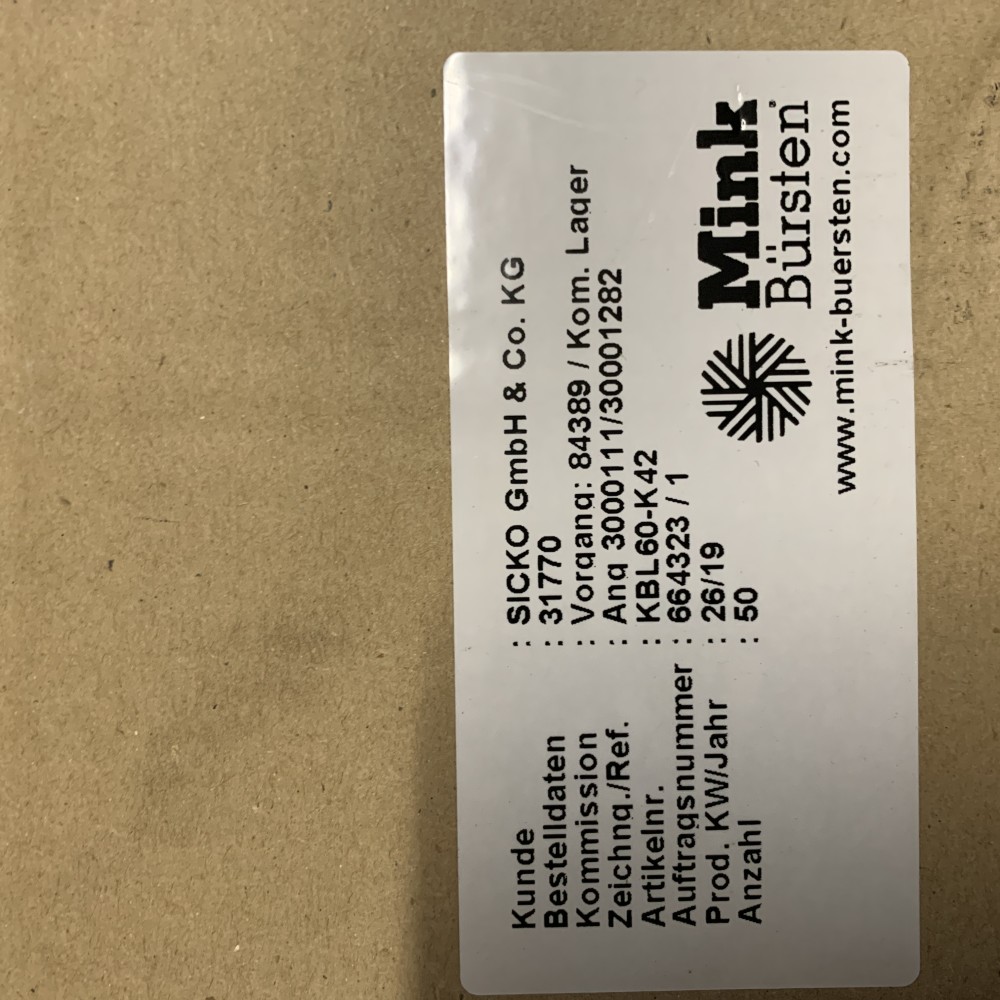 Kunde : SICKO GmbH & Co. KG
Bestelldaten : 31770
Kommission : Vorgang: 84389 / Kom. Lager
Zeichng./Ref. : Ang 3000111/30001282
Artikelnr. : KBL60-K42
Auftragsnummer : 664323 / 1
Prod. KW/Jahr : 26/19
Anzahl : 50
Mink
Bürsten
www.mink-buersten.com